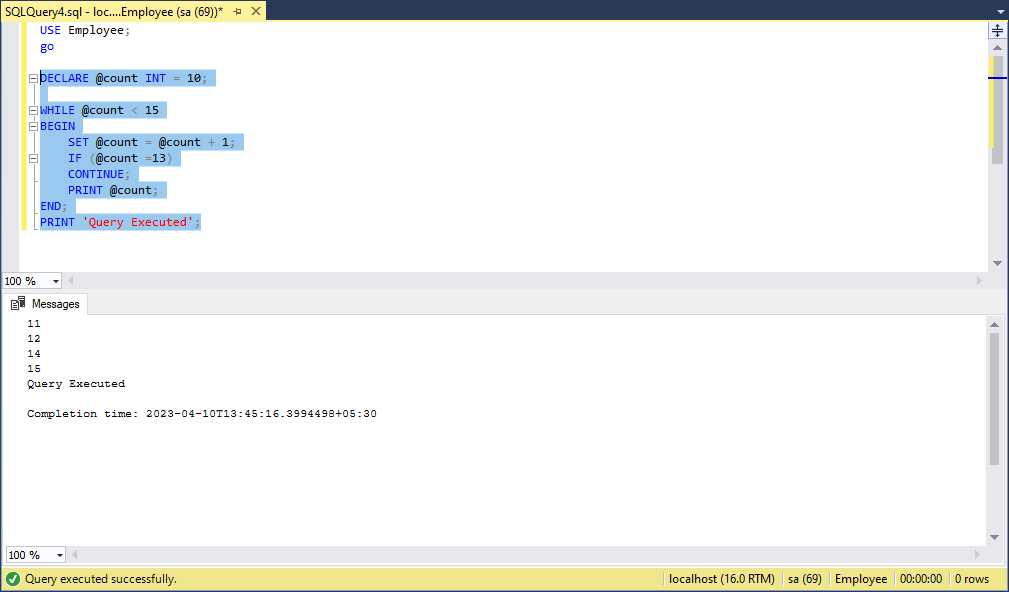 SQLQuery4.sql - loc....Employee (sa (69))*
USE Employee;
go
DECLARE @count INT = 10;
WHILE @count < 15
BEGIN
SET @count = @count + 1;
IF (@count =13)
CONTINUE;
PRINT @count;
END;
PRINT 'Query Executed';
100 %
Messages
11
12
14
15
Query Executed
Completion time: 2023-04-10T13:45:16.3994498+05:30
100 %
Query executed successfully. localhost (16.0 RTM) sa (69) Employee 00:00:00 0 rows